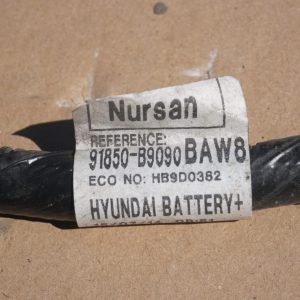 Nursan
REFERENCE:
91850-B9090 BAW8
ECO NO: HB9D0382
HYUNDAI BATTERY+